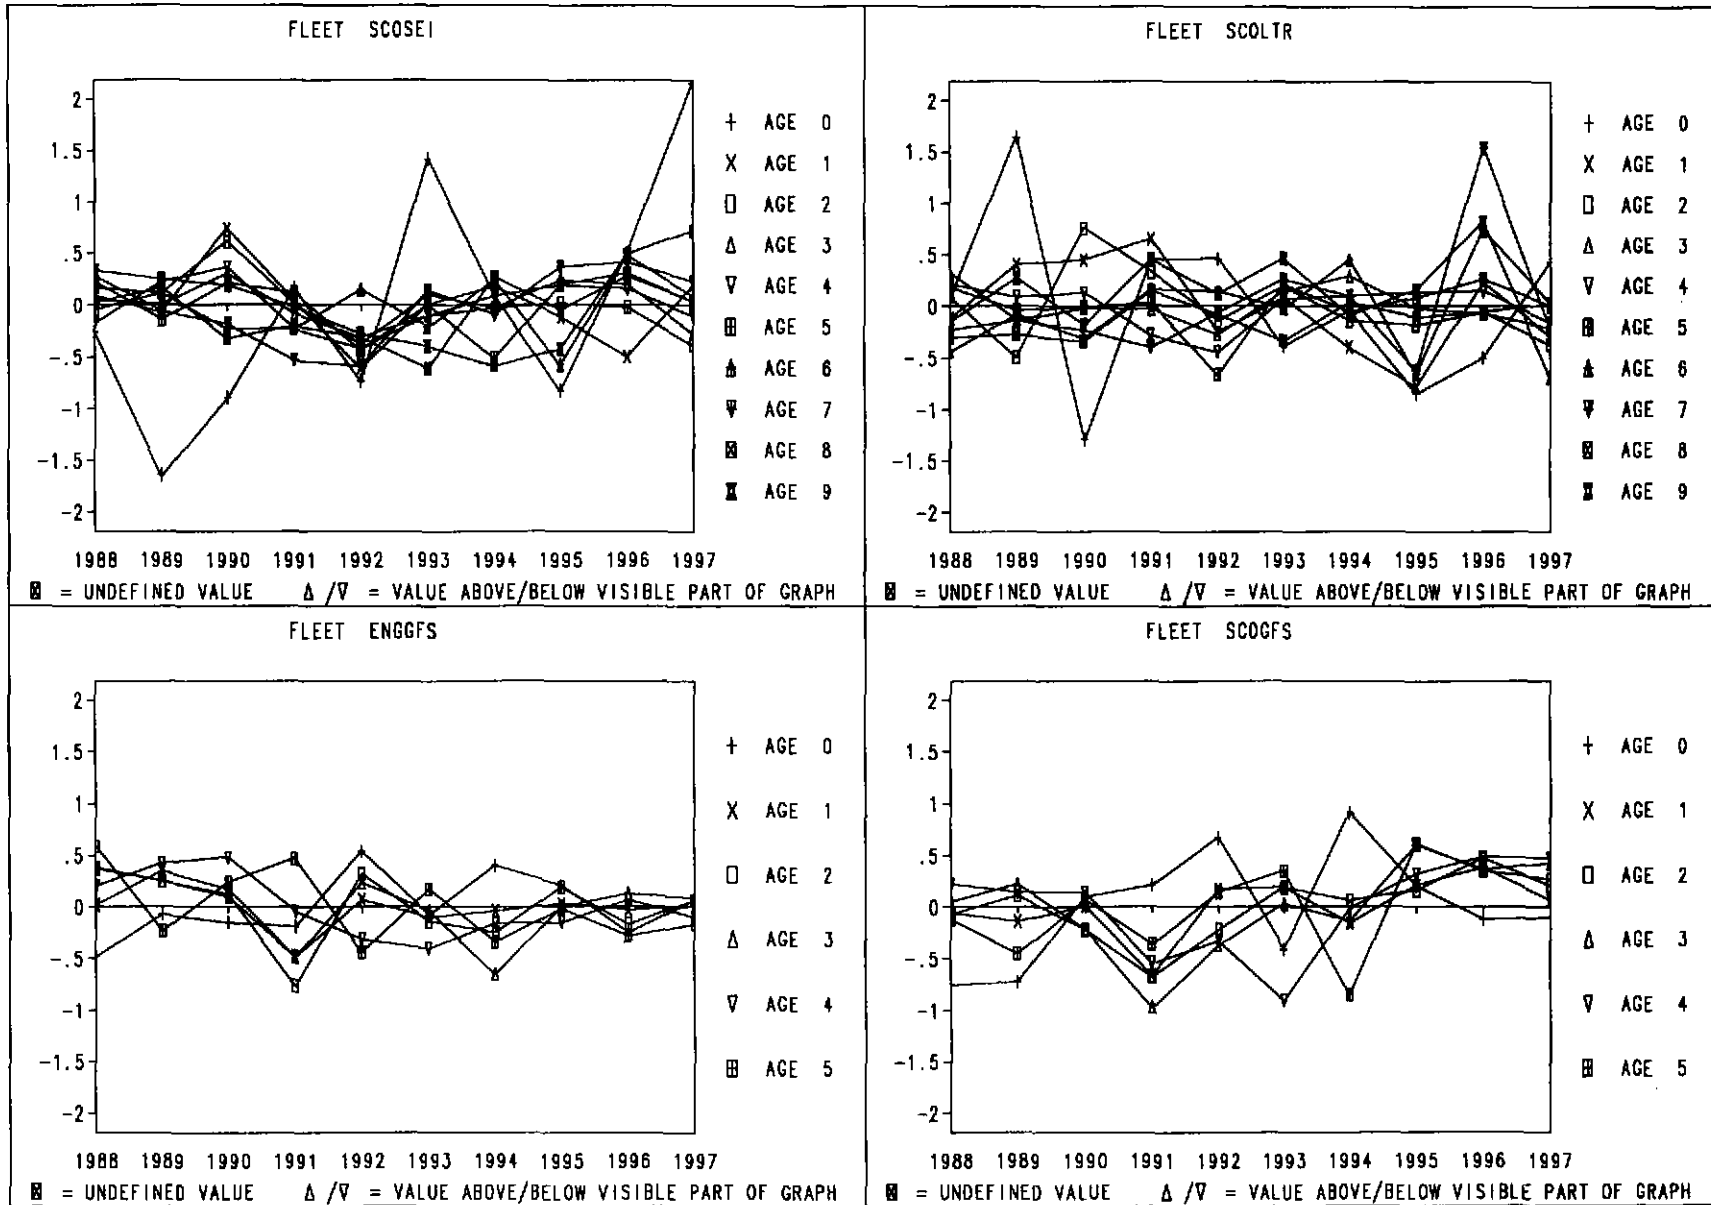 FLEET SCOSEI
2
1.5
1
.5
0
-.5
-1
-1.5
-2
+ AGE 0
X AGE 1
▯ AGE 2
Δ AGE 3
∇ AGE 4
AGE 5
AGE 6
AGE 7
AGE 8
AGE 9
1988 1989 1990 1991 1992 1993 1994 1995 1996 1997
= UNDEFINED VALUE Δ/∇ = VALUE ABOVE/BELOW VISIBLE PART OF GRAPH
FLEET SCOLTR
2
1.5
1
.5
0
-.5
-1
-1.5
-2
+ AGE 0
X AGE 1
▯ AGE 2
Δ AGE 3
∇ AGE 4
AGE 5
AGE 6
AGE 7
AGE 8
AGE 9
1988 1989 1990 1991 1992 1993 1994 1995 1996 1997
= UNDEFINED VALUE Δ/∇ = VALUE ABOVE/BELOW VISIBLE PART OF GRAPH
FLEET ENGGFS
2
1.5
1
.5
0
-.5
-1
-1.5
-2
+ AGE 0
X AGE 1
▯ AGE 2
Δ AGE 3
∇ AGE 4
AGE 5
1988 1989 1990 1991 1992 1993 1994 1995 1996 1997
= UNDEFINED VALUE Δ/∇ = VALUE ABOVE/BELOW VISIBLE PART OF GRAPH
FLEET SCOGFS
2
1.5
1
.5
0
-.5
-1
-1.5
-2
+ AGE 0
X AGE 1
▯ AGE 2
Δ AGE 3
∇ AGE 4
AGE 5
1988 1989 1990 1991 1992 1993 1994 1995 1996 1997
= UNDEFINED VALUE Δ/∇ = VALUE ABOVE/BELOW VISIBLE PART OF GRAPH